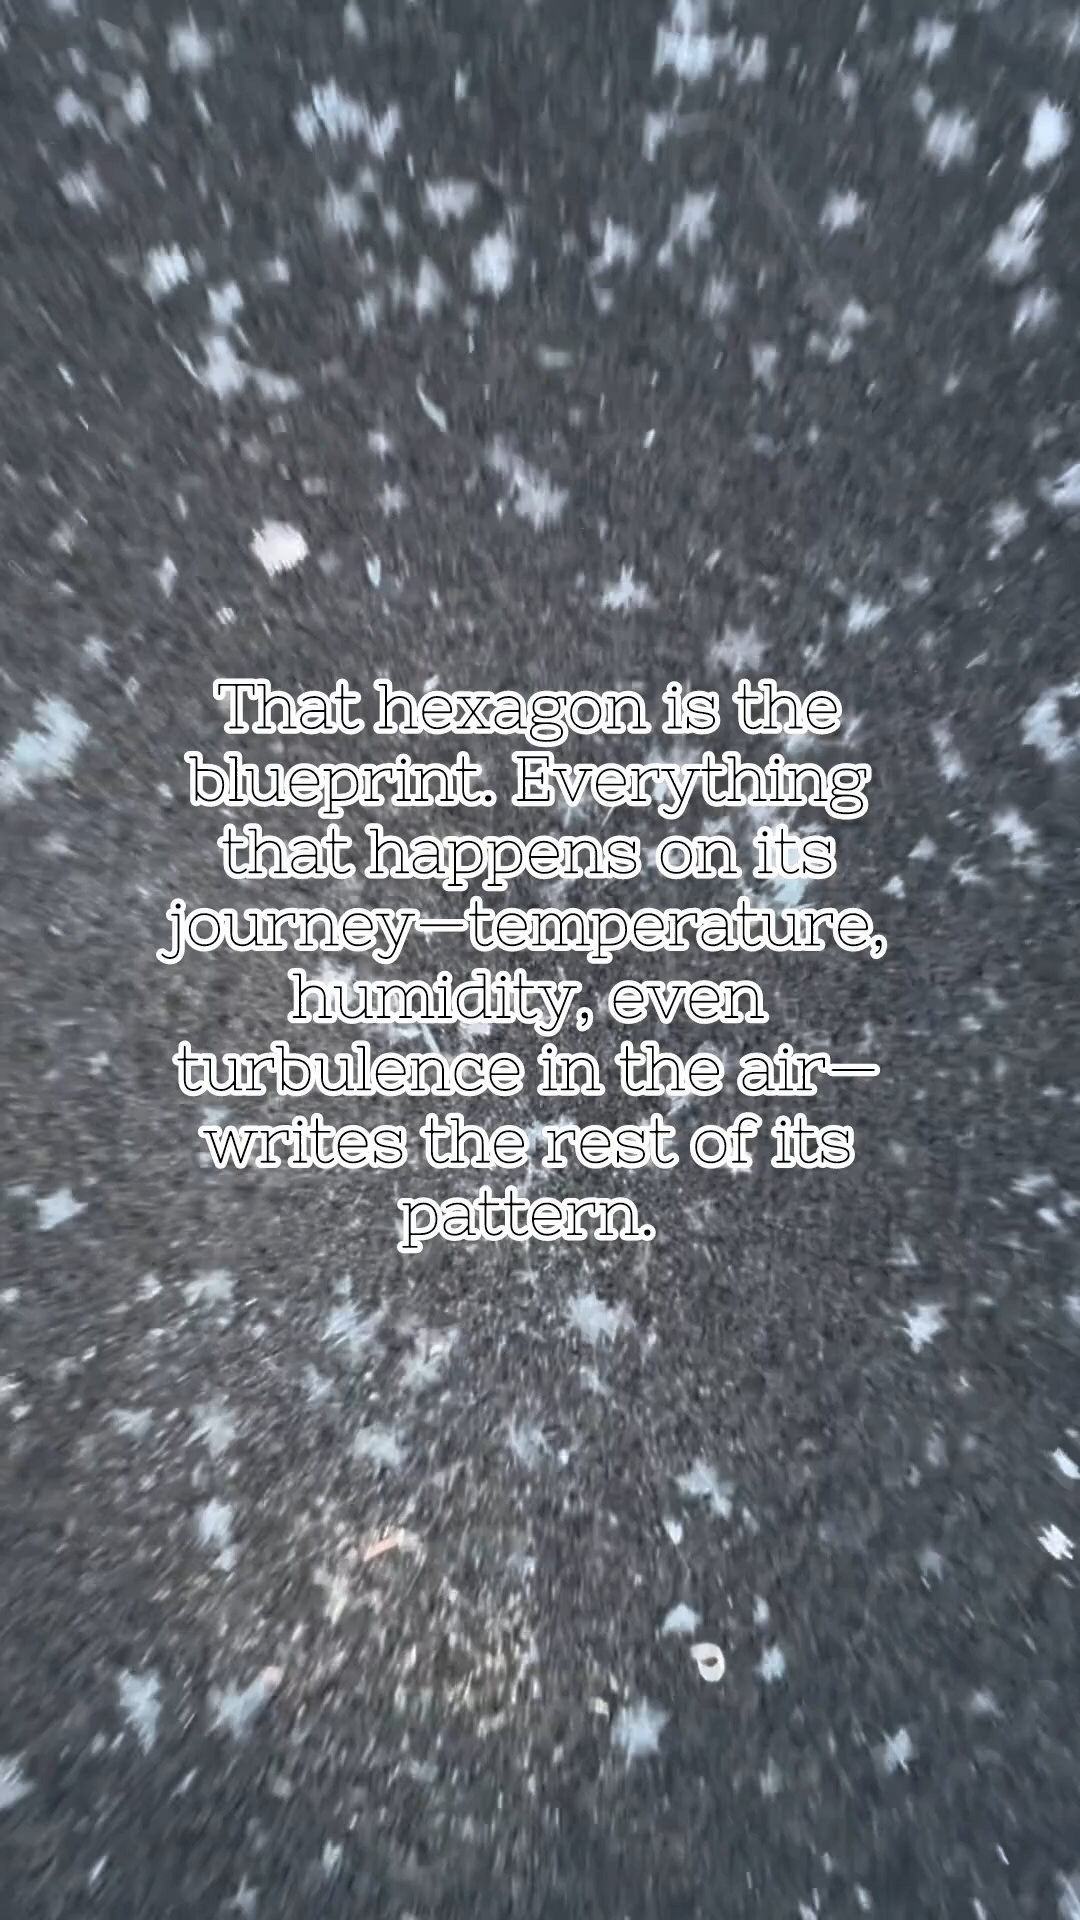 That hexagon is the
blueprint. Everything
that happens on its
journey—temperature,
humidity, even
turbulence in the air—
writes the rest of its
pattern.